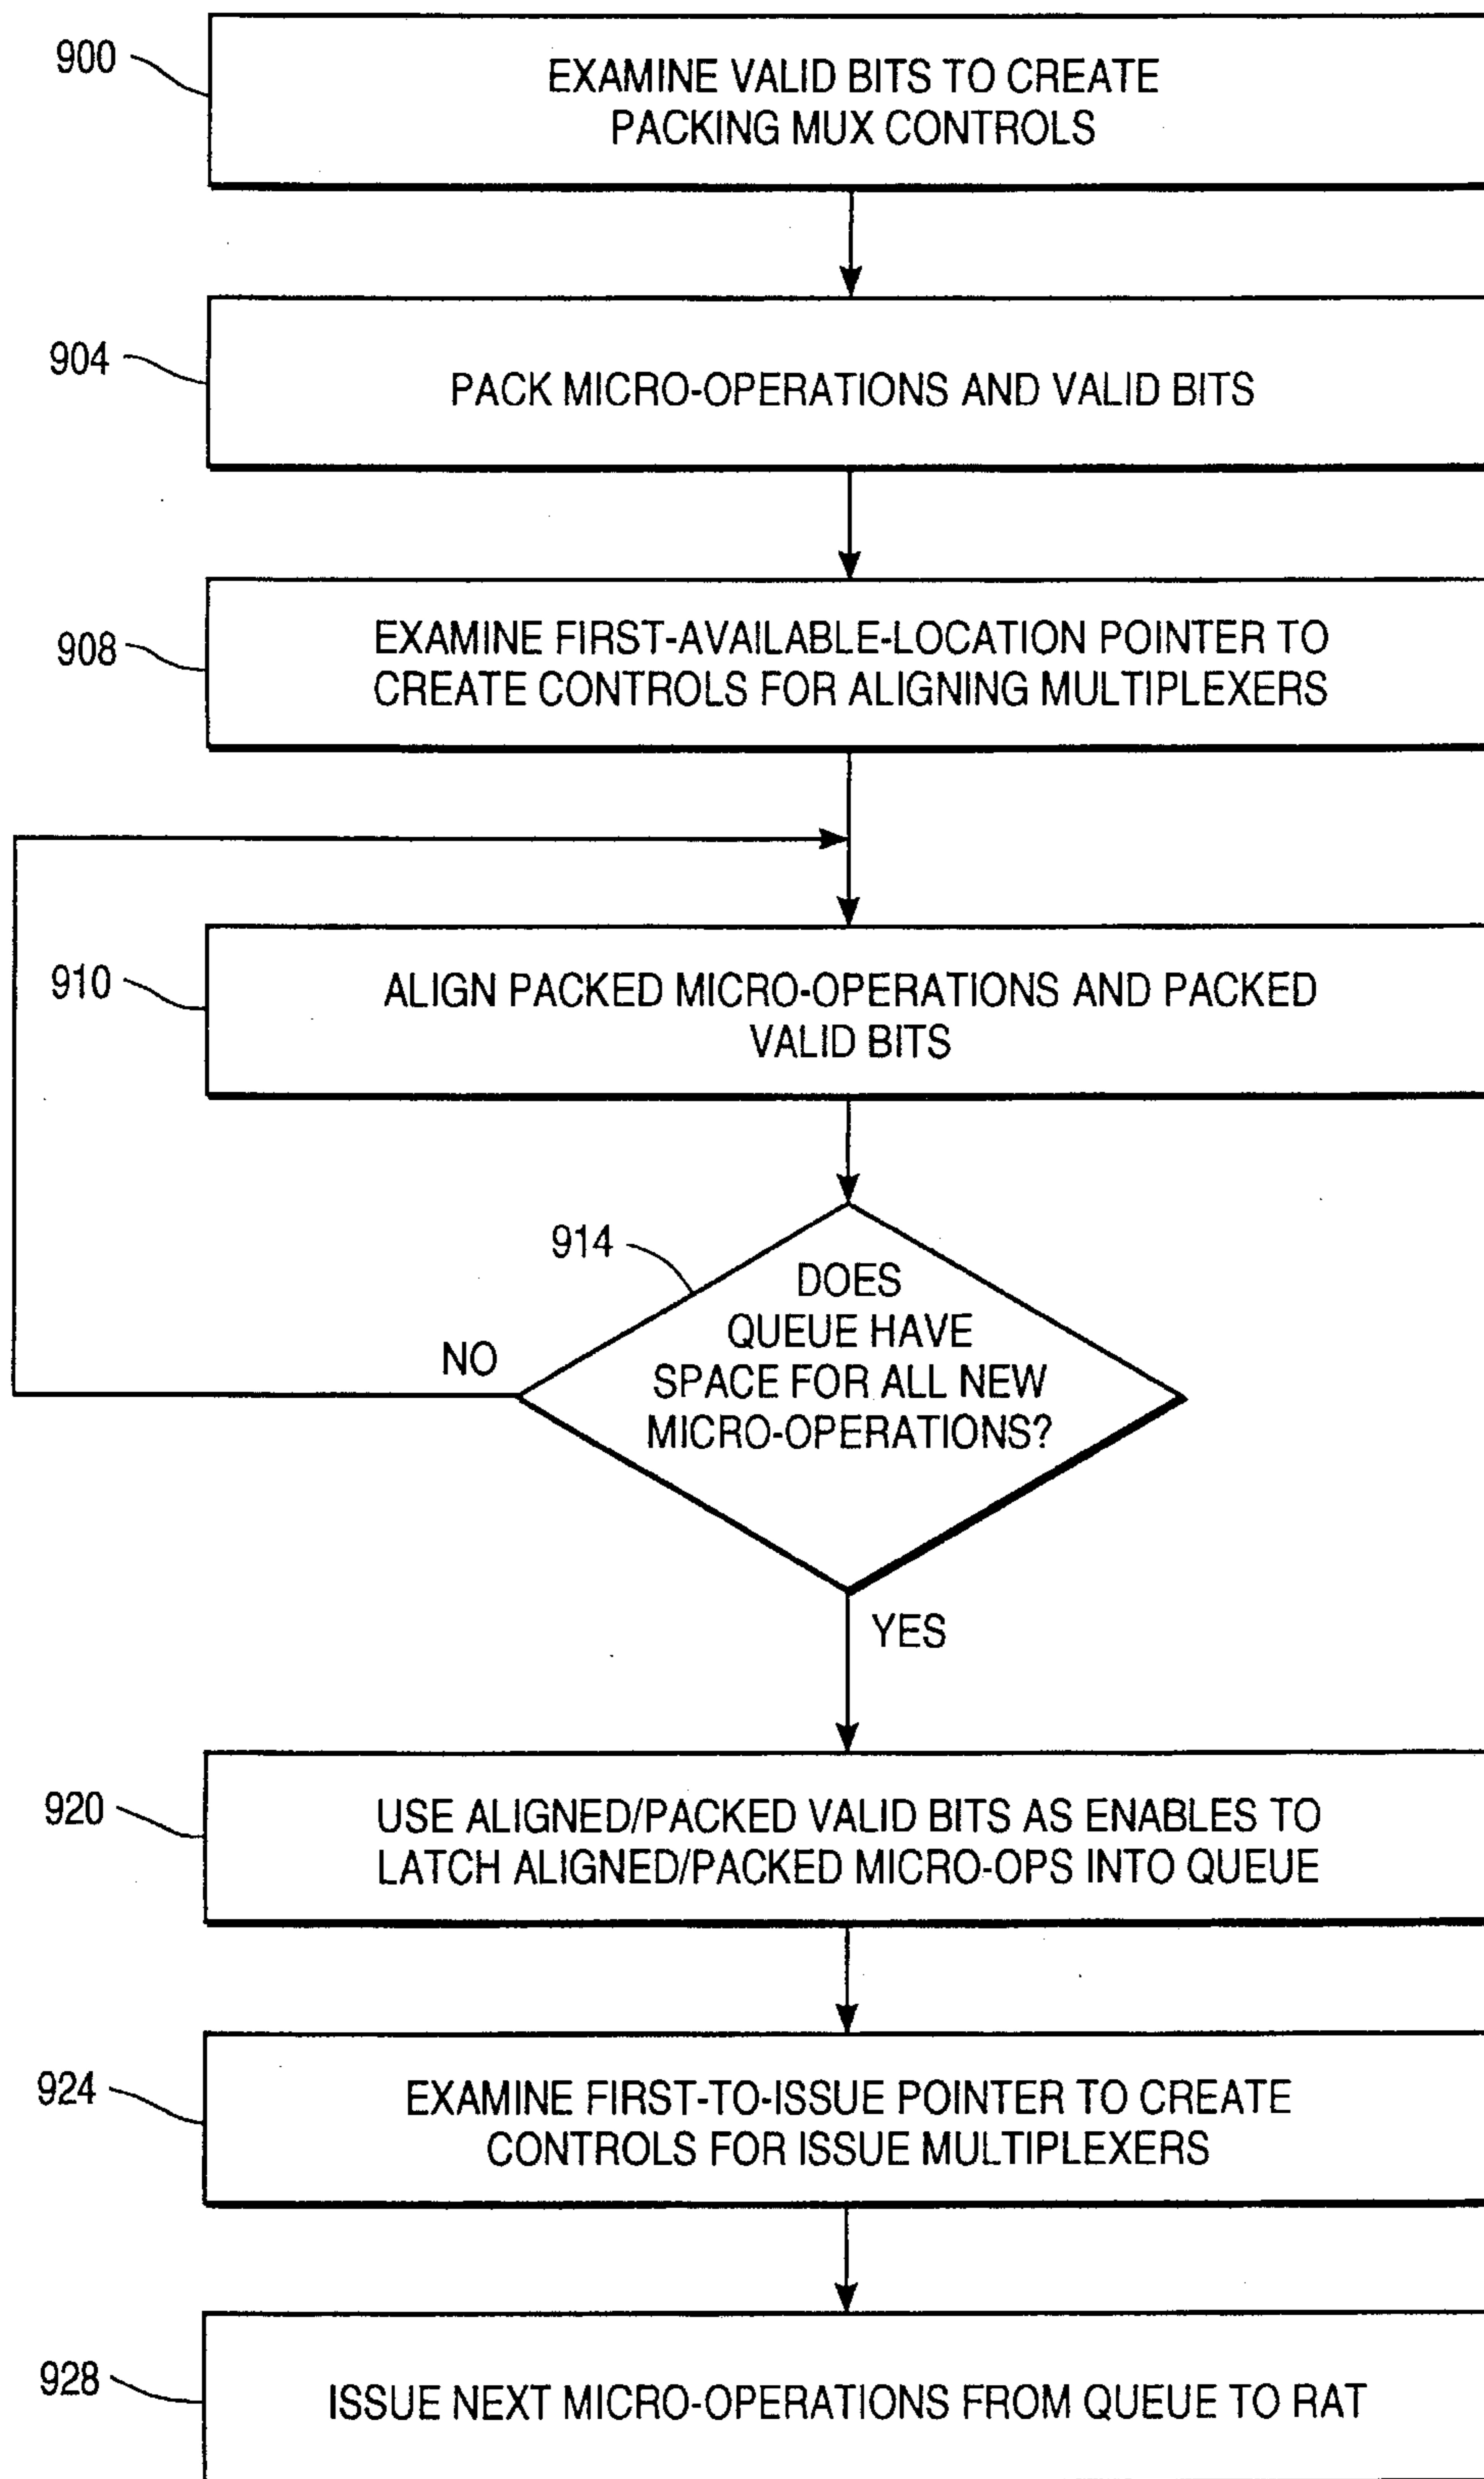 900
EXAMINE VALID BITS TO CREATE
PACKING MUX CONTROLS
904
PACK MICRO-OPERATIONS AND VALID BITS
908
EXAMINE FIRST-AVAILABLE-LOCATION POINTER TO
CREATE CONTROLS FOR ALIGNING MULTIPLEXERS
910
ALIGN PACKED MICRO-OPERATIONS AND PACKED
VALID BITS
914
DOES
QUEUE HAVE
SPACE FOR ALL NEW
MICRO-OPERATIONS?
NO
YES
920
USE ALIGNED/PACKED VALID BITS AS ENABLES TO
LATCH ALIGNED/PACKED MICRO-OPS INTO QUEUE
924
EXAMINE FIRST-TO-ISSUE POINTER TO CREATE
CONTROLS FOR ISSUE MULTIPLEXERS
928
ISSUE NEXT MICRO-OPERATIONS FROM QUEUE TO RAT